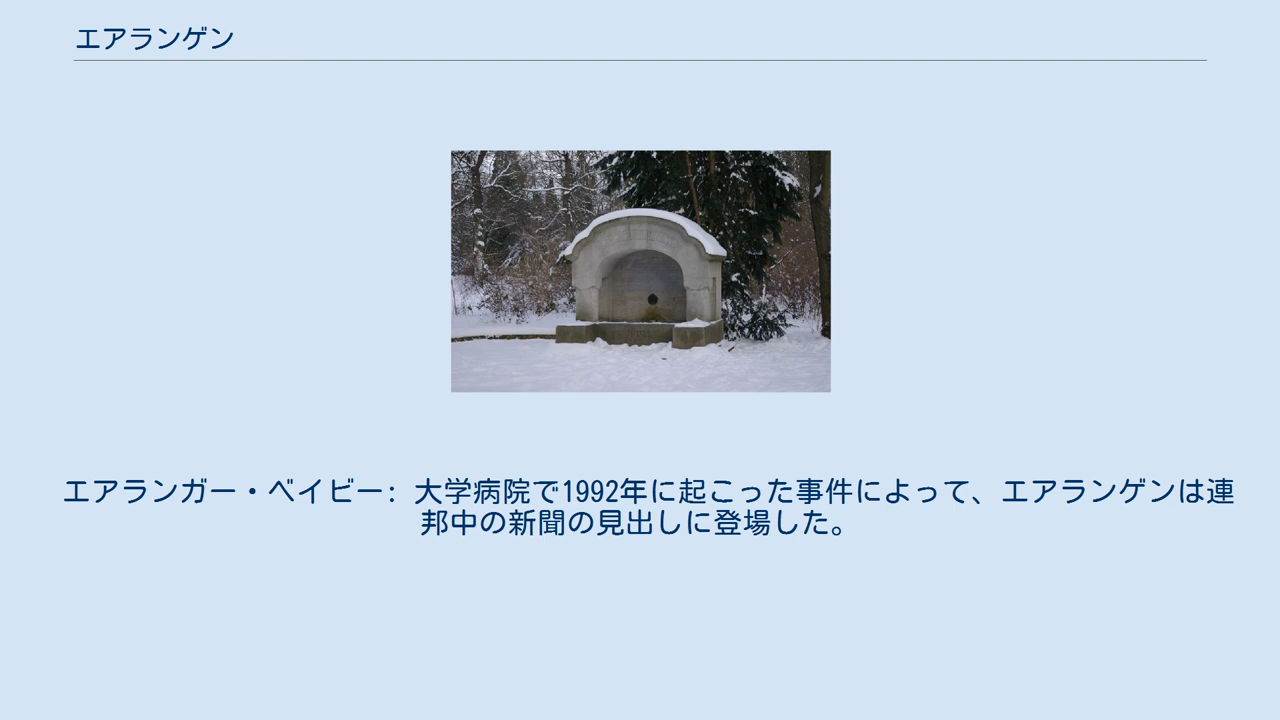 エアランゲン
エアランガー・ベイビー: 大学病院で1992年に起こった事件によって、エアランゲンは連
邦中の新聞の見出しに登場した。